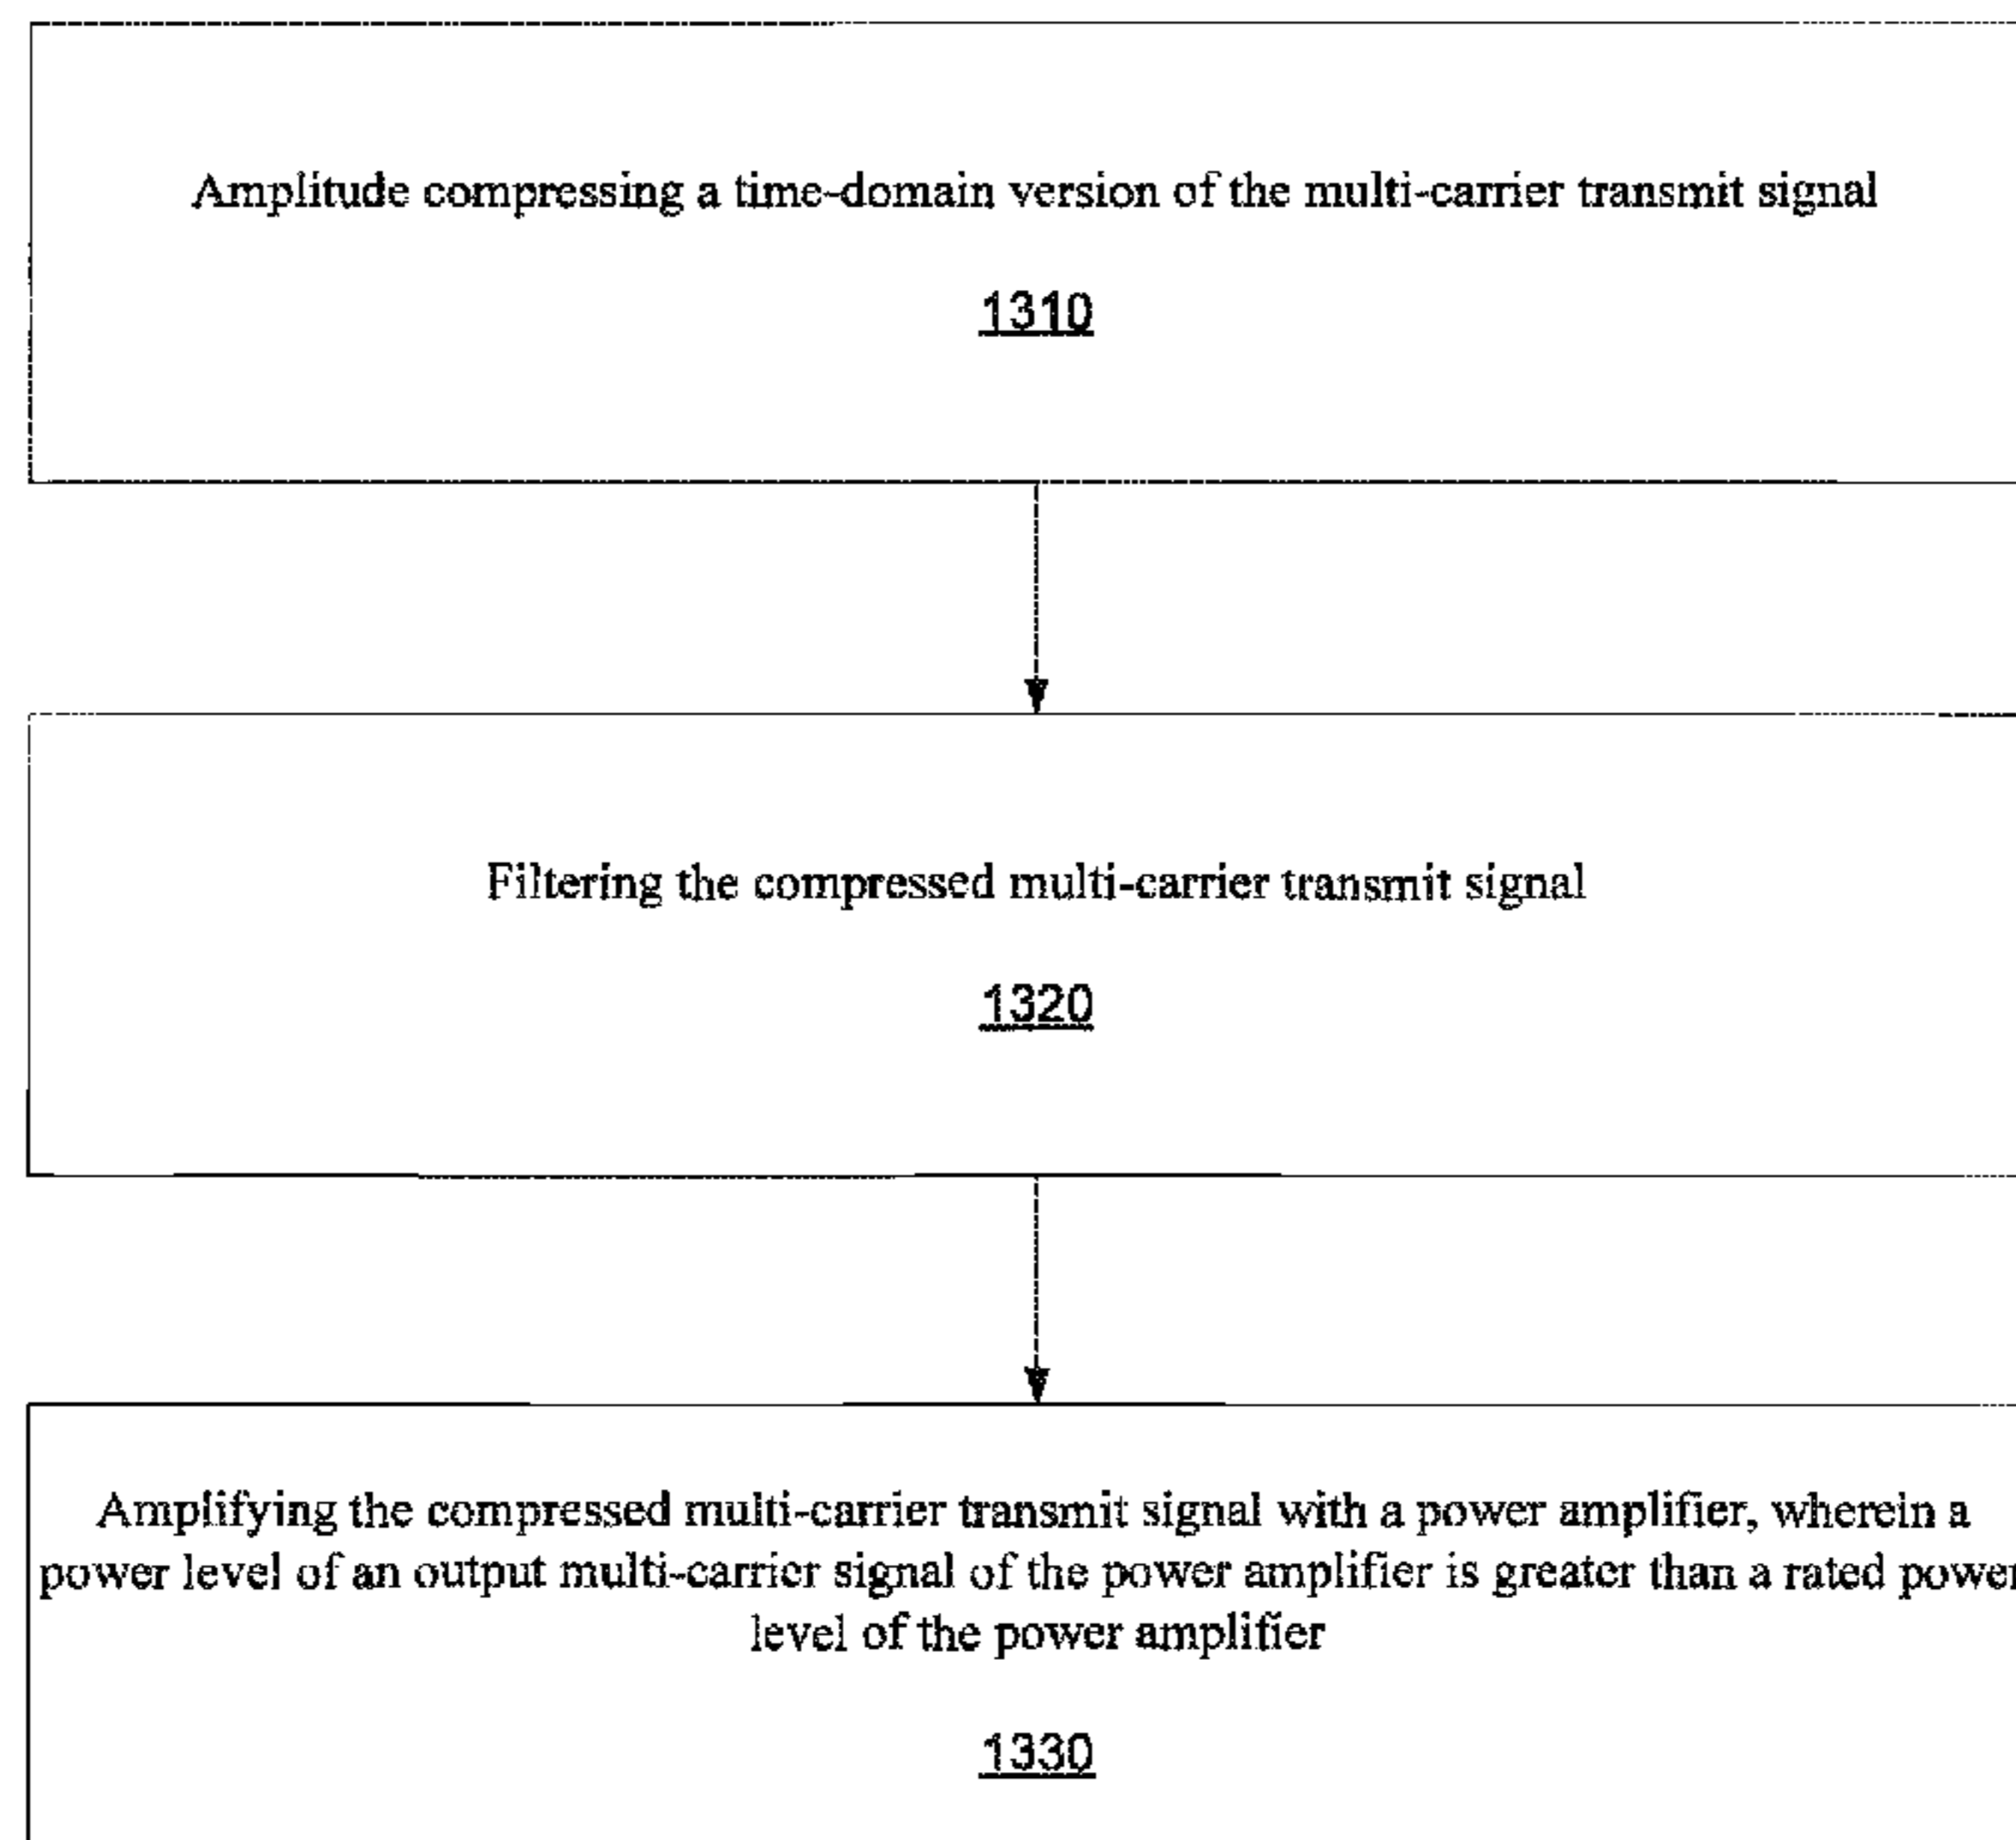 Amplitude compressing a time-domain version of the multi-carrier transmit signal
1310
Filtering the compressed multi-carrier transmit signal
1320
Amplifying the compressed multi-carrier transmit signal with a power amplifier, wherein a
power level of an output multi-carrier signal of the power amplifier is greater than a rated power
level of the power amplifier
1330